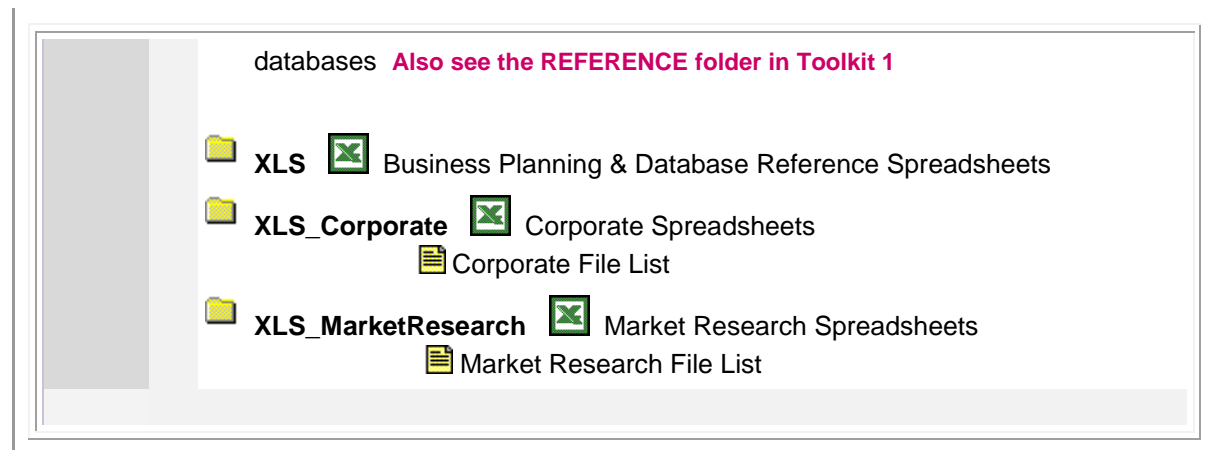 databases Also see the REFERENCE folder in Toolkit 1
XLS Business Planning & Database Reference Spreadsheets
XLS_Corporate Corporate Spreadsheets
Corporate File List
XLS_MarketResearch Market Research Spreadsheets
Market Research File List